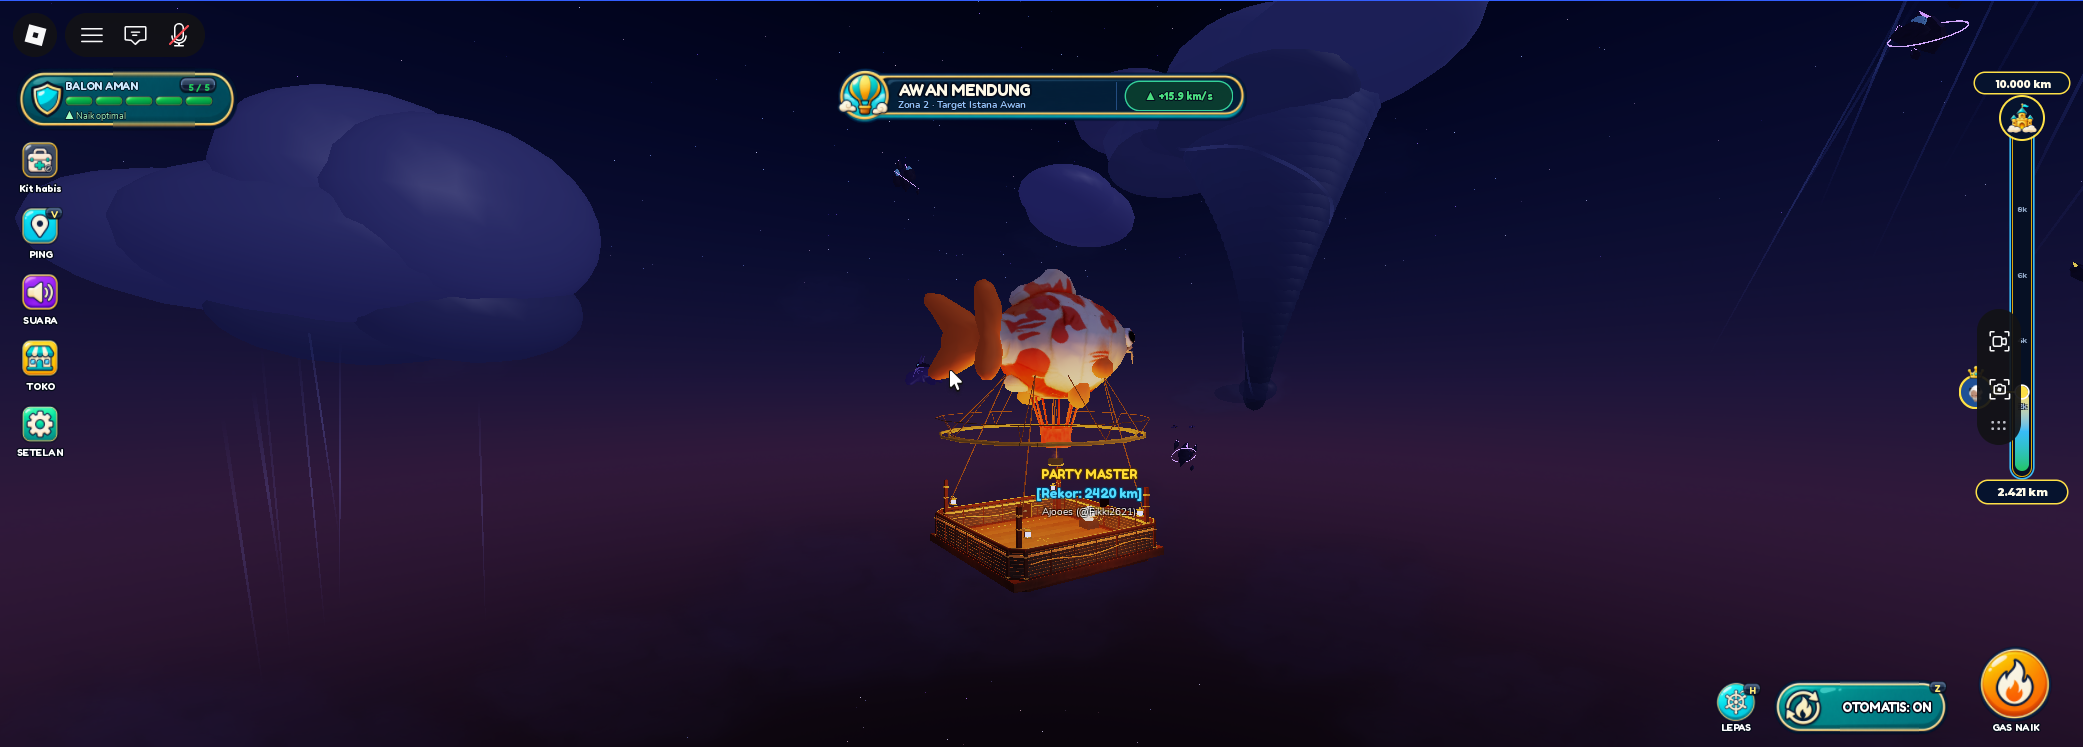 BALON AMAN
5 / 5
Naik optimal
AWAN MENDUNG
Zona 2 · Target Istana Awan
+15.9 km/s
10.000 km
8k
6k
Kit habis
V
PING
SUARA
TOKO
SETELAN
PARTY MASTER
[Rekor: 2420 km]
Ajooes (@Fikki2621)
2.421 km
H
LEPAS
Z
OTOMATIS: ON
GAS NAIK